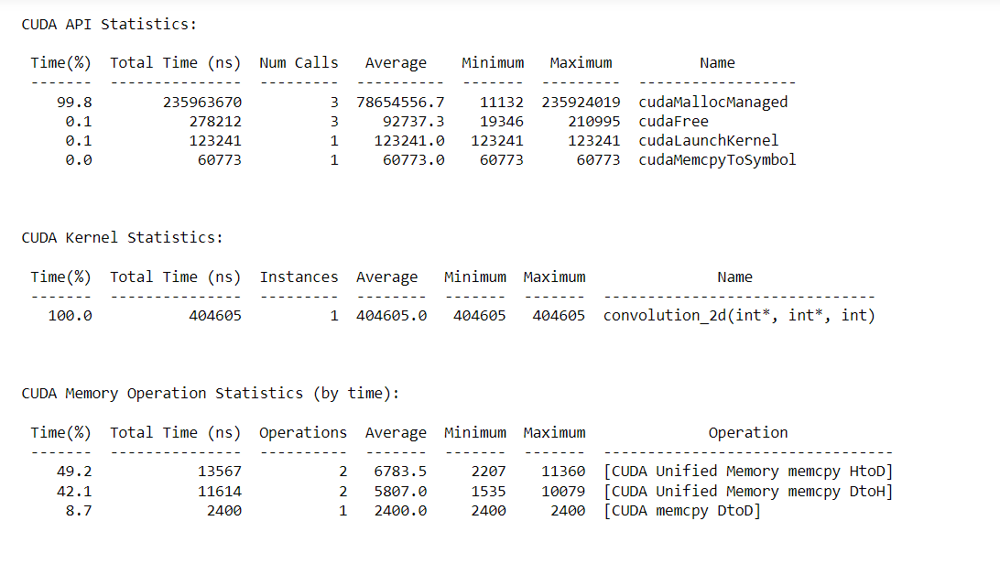 CUDA API Statistics:
Time(%) Total Time (ns) Num Calls Average Minimum Maximum Name
------- --------------- --------- ---------- ------- --------- ------------------
99.8 235963670 3 78654556.7 11132 235924019 cudaMallocManaged
0.1 278212 3 92737.3 19346 210995 cudaFree
0.1 123241 1 123241.0 123241 123241 cudaLaunchKernel
0.0 60773 1 60773.0 60773 60773 cudaMemcpyToSymbol
CUDA Kernel Statistics:
Time(%) Total Time (ns) Instances Average Minimum Maximum Name
------- --------------- --------- -------- ------- ------- -------------------------------
100.0 404605 1 404605.0 404605 404605 convolution_2d(int*, int*, int)
CUDA Memory Operation Statistics (by time):
Time(%) Total Time (ns) Operations Average Minimum Maximum Operation
------- --------------- ---------- ------- ------- ------- ---------------------------------
49.2 13567 2 6783.5 2207 11360 [CUDA Unified Memory memcpy HtoD]
42.1 11614 2 5807.0 1535 10079 [CUDA Unified Memory memcpy DtoH]
8.7 2400 1 2400.0 2400 2400 [CUDA memcpy DtoD]